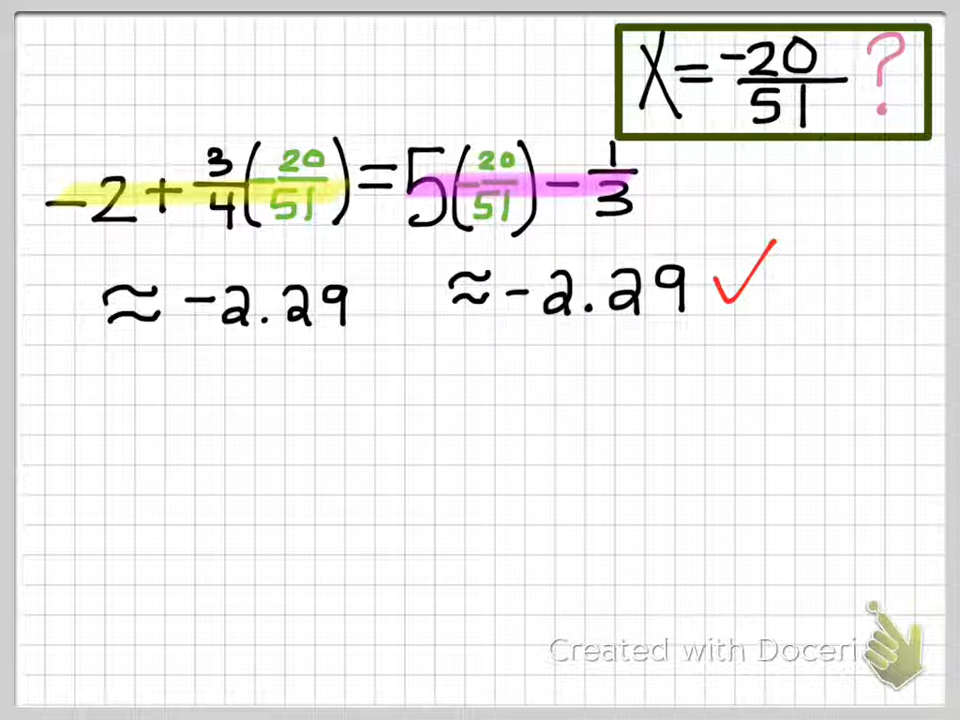 X = -20/51 ?
-2 + 3/4(-20/51) = 5(-20/51) - 1/3
≈ -2.29 ≈ -2.29 ✓
Created with Doceri